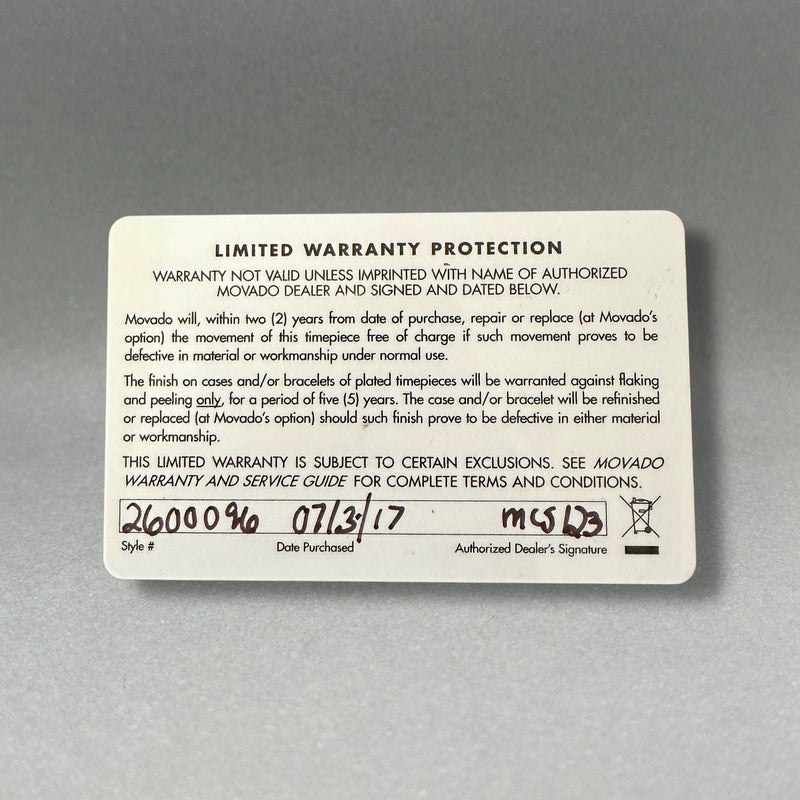 LIMITED WARRANTY PROTECTION
WARRANTY NOT VALID UNLESS IMPRINTED WITH NAME OF AUTHORIZED
MOVADO DEALER AND SIGNED AND DATED BELOW.
Movado will, within two (2) years from date of purchase, repair or replace (at Movado's
option) the movement of this timepiece free of charge if such movement proves to be
defective in material or workmanship under normal use.
The finish on cases and/or bracelets of plated timepieces will be warranted against flaking
and peeling only, for a period of five (5) years. The case and/or bracelet will be refinished
or replaced (at Movado's option) should such finish prove to be defective in either material
or workmanship.
THIS LIMITED WARRANTY IS SUBJECT TO CERTAIN EXCLUSIONS. SEE MOVADO
WARRANTY AND SERVICE GUIDE FOR COMPLETE TERMS AND CONDITIONS.
2600096 07/3/17
Style # Date Purchased Authorized Dealer's Signature